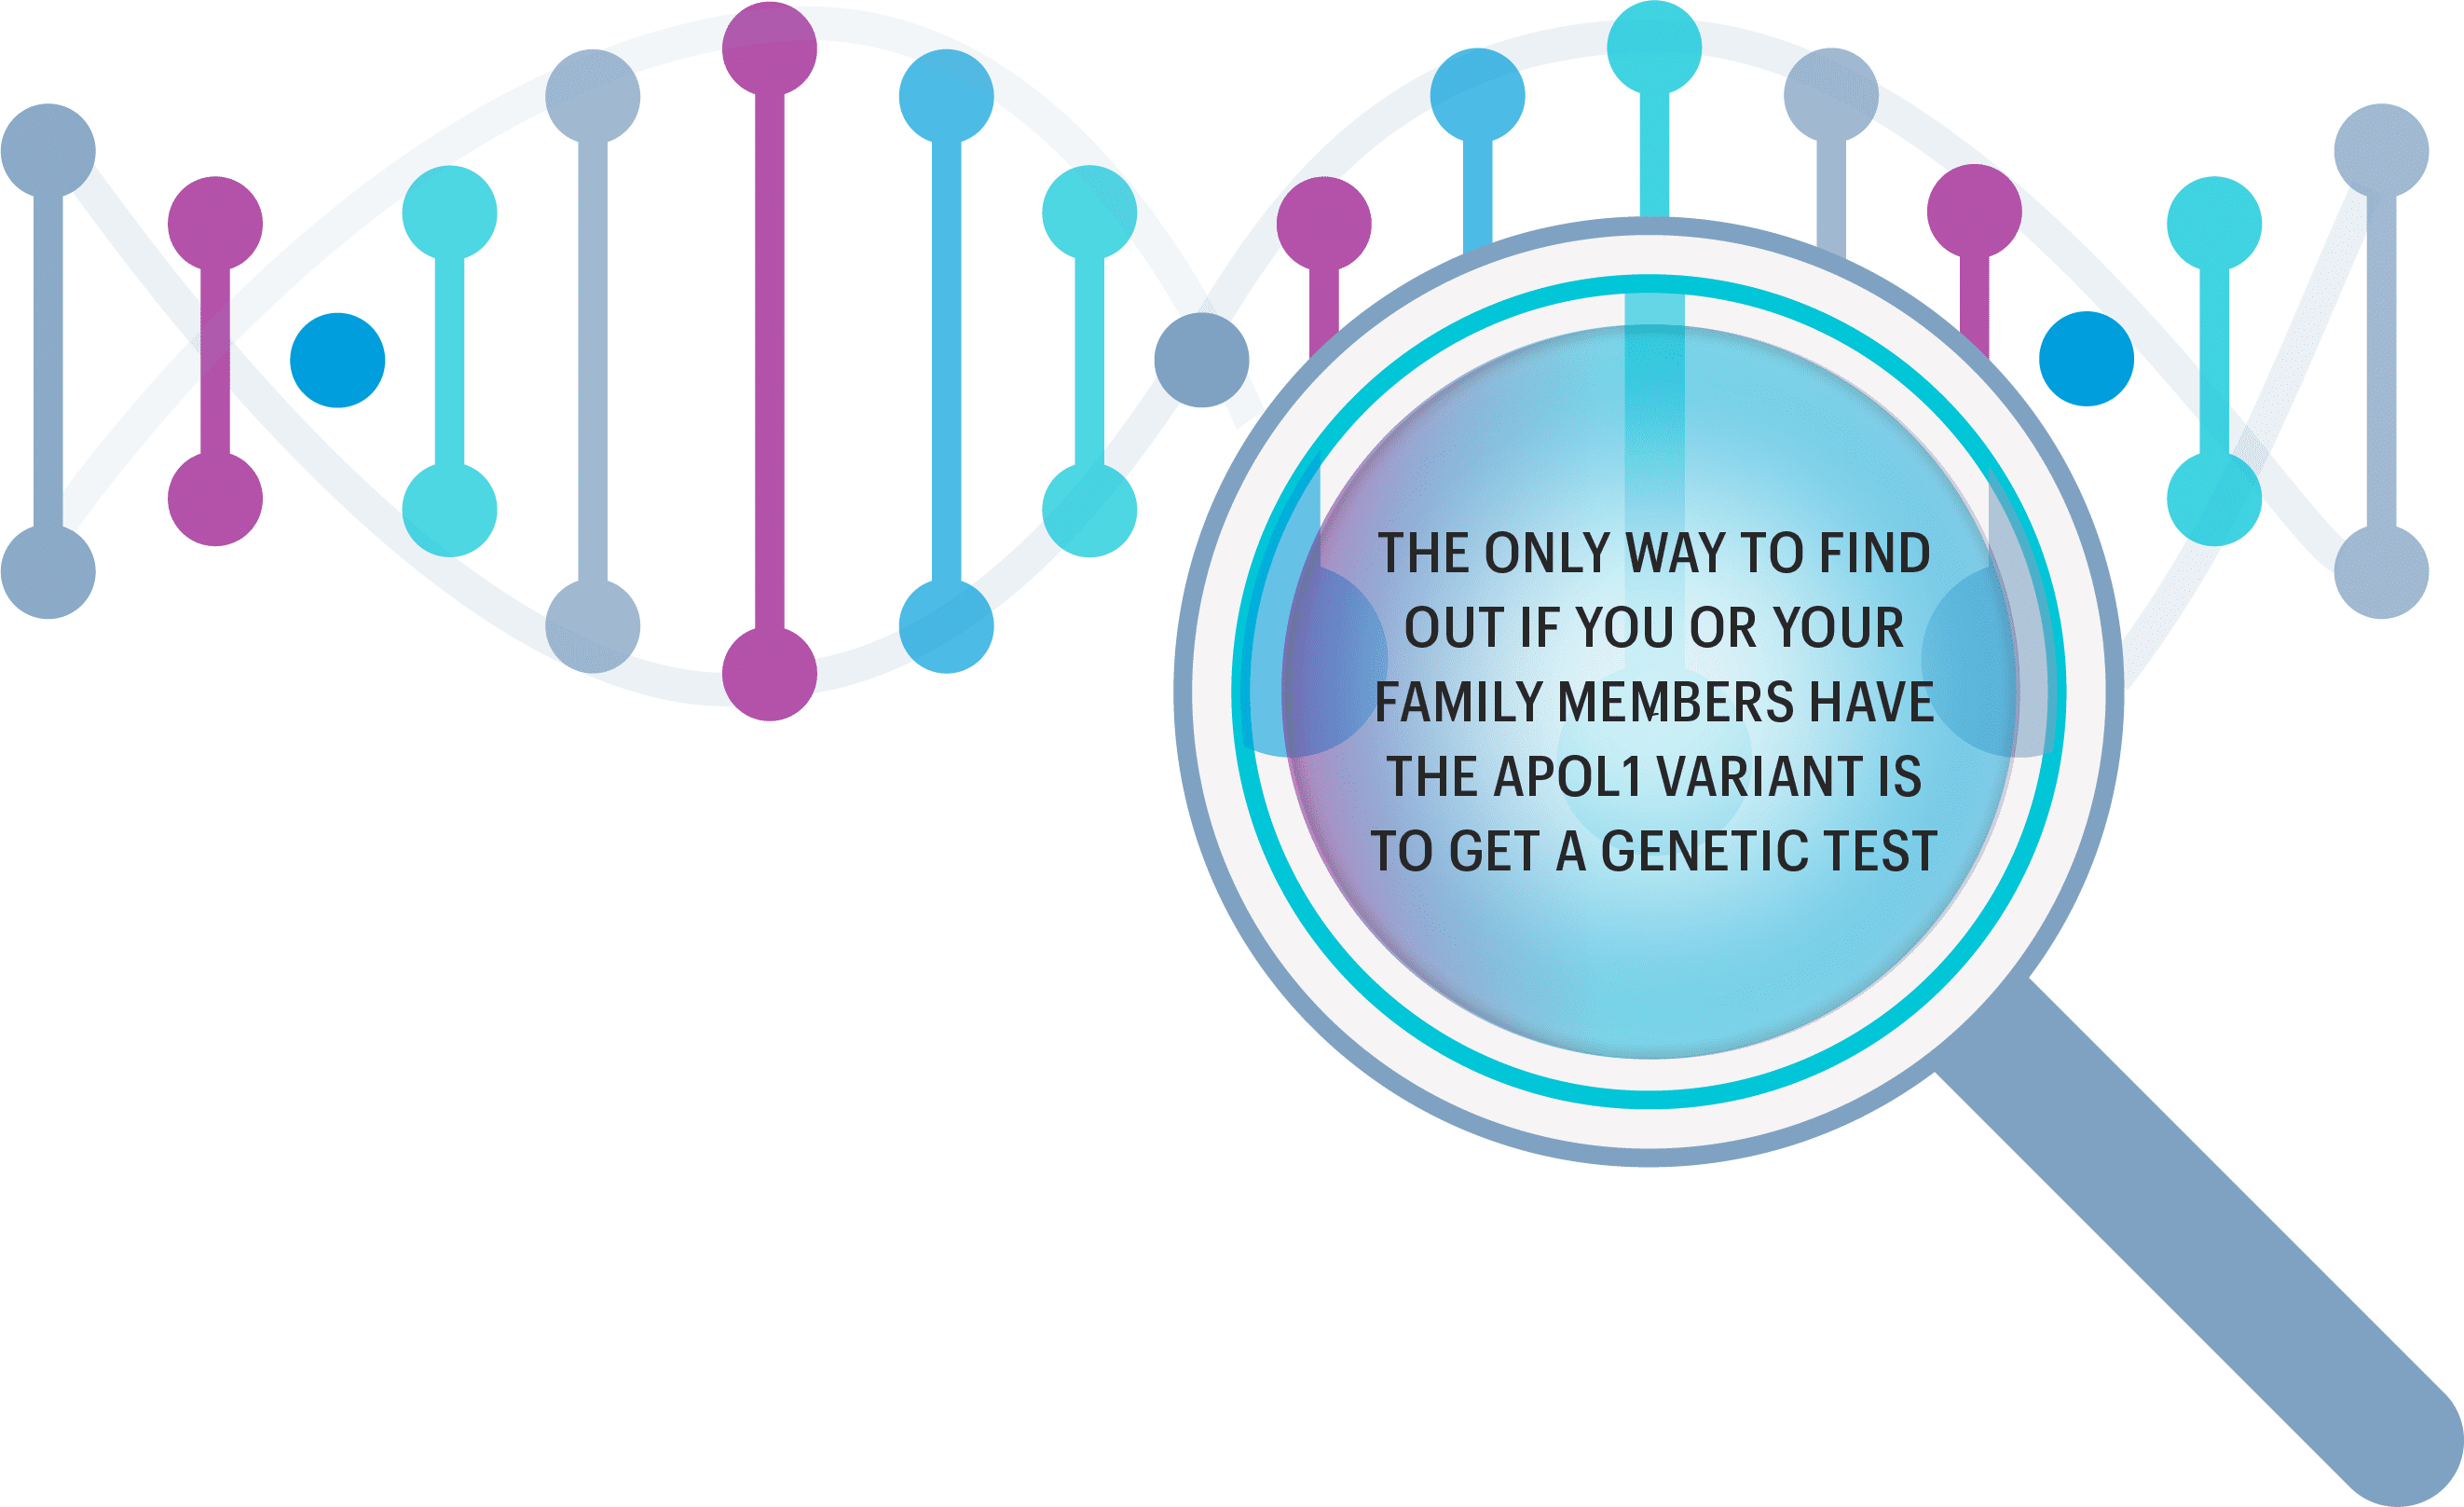 THE ONLY WAY TO FIND
OUT IF YOU OR YOUR
FAMILY MEMBERS HAVE
THE APOL1 VARIANT IS
TO GET A GENETIC TEST